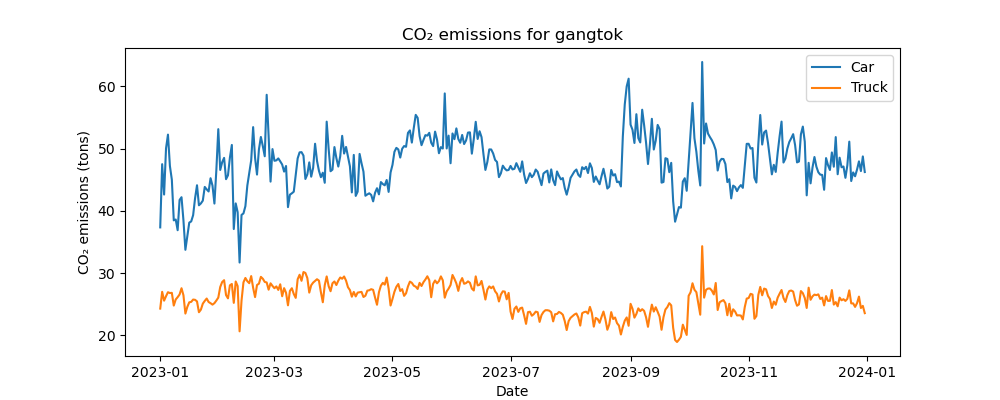 CO₂ emissions for gangtok
Car
Truck
CO₂ emissions (tons)
60
50
40
30
20
2023-01
2023-03
2023-05
2023-07
2023-09
2023-11
2024-01
Date